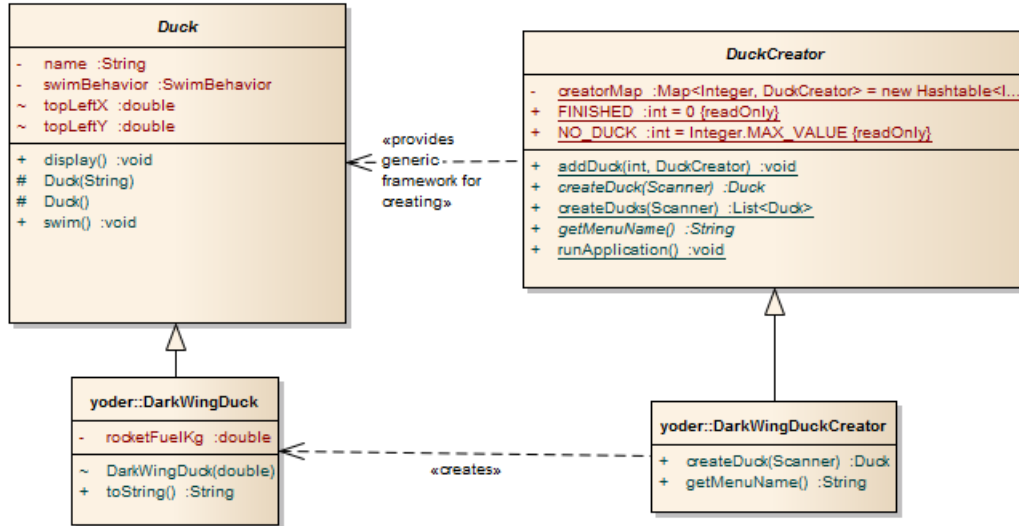 Duck
- name :String
- swimBehavior :SwimBehavior
~ topLeftX :double
~ topLeftY :double
+ display() :void
# Duck(String)
# Duck()
+ swim() :void
«provides
generic
framework for
creating»
DuckCreator
- creatorMap :Map<Integer, DuckCreator> = new Hashtable<I...
+ FINISHED :int = 0 {readOnly}
+ NO_DUCK :int = Integer.MAX_VALUE {readOnly}
+ addDuck(int, DuckCreator) :void
+ createDuck(Scanner) :Duck
+ createDucks(Scanner) :List<Duck>
+ getMenuName() :String
+ runApplication() :void
yoder::DarkWingDuck
- rocketFuelKg :double
~ DarkWingDuck(double)
+ toString() :String
«creates»
yoder::DarkWingDuckCreator
+ createDuck(Scanner) :Duck
+ getMenuName() :String